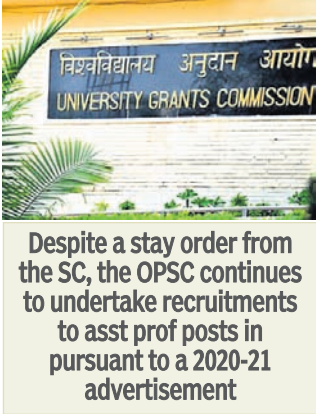 विश्वविद्यालय अनुदान आयोग
UNIVERSITY GRANTS COMMISSION
Despite a stay order from
the SC, the OPSC continues
to undertake recruitments
to asst prof posts in
pursuant to a 2020-21
advertisement